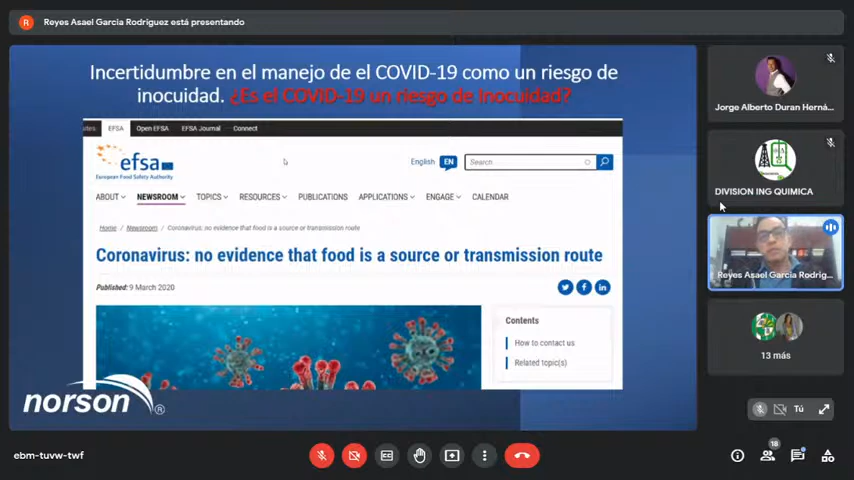 R Reyes Asael Garcia Rodriguez está presentando
Incertidumbre en el manejo de el COVID-19 como un riesgo de
inocuidad. ¿Es el COVID-19 un riesgo de Inocuidad?
EFSA Open EFSA EFSA Journal Connect
efsa
European Food Safety Authority
English EN Search
ABOUT NEWSROOM TOPICS RESOURCES PUBLICATIONS APPLICATIONS ENGAGE CALENDAR
Home / Newsroom / Coronavirus: no evidence that food is a source or transmission route
Coronavirus: no evidence that food is a source or transmission route
Published: 9 March 2020
Contents
How to contact us
Related topic(s)
norson®
Jorge Alberto Duran Herná...
DIVISION ING QUIMICA
Reyes Asael Garcia Rodrig...
13 más
Tú
ebm-tuvw-twf
18